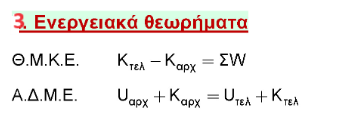 3. Ενεργειακά θεωρήματα
Θ.Μ.Κ.Ε. Κτελ – Καρχ = ΣW
Α.Δ.Μ.Ε. Uαρχ + Καρχ = Uτελ + Κτελ